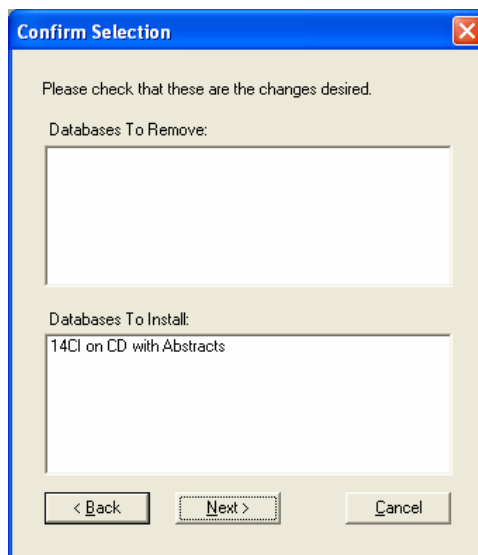 Confirm Selection
Please check that these are the changes desired.
Databases To Remove:
Databases To Install:
14CI on CD with Abstracts
< Back
Next >
Cancel